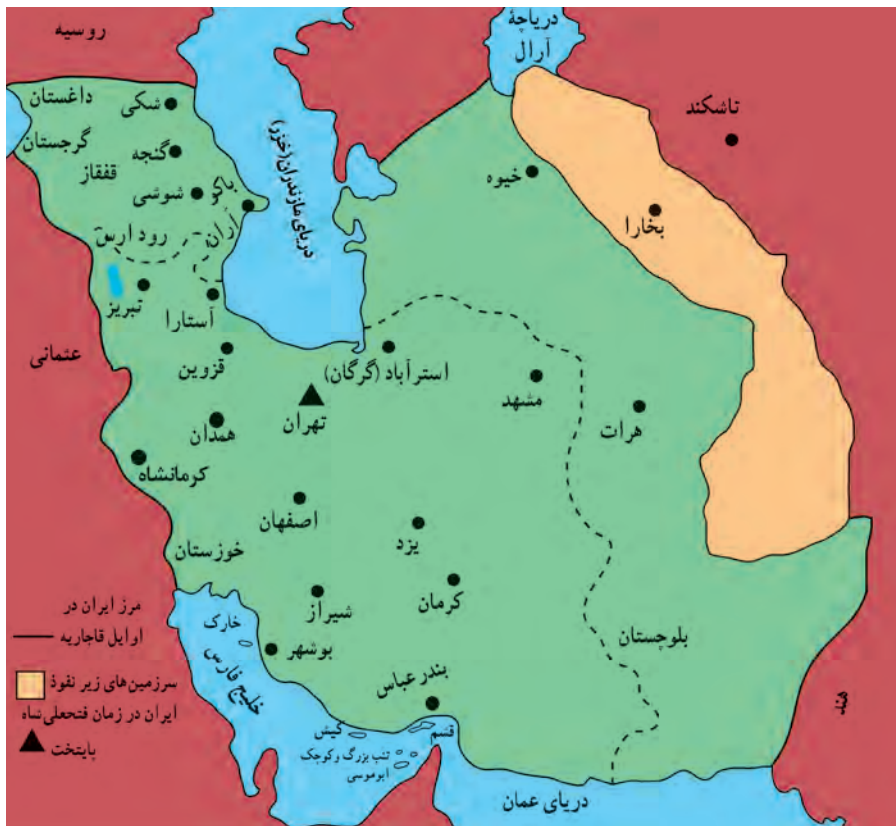 روسیه
دریاچهٔ
آرال
داغستان
شکی
تاشکند
گرجستان
گنجه
قفقاز
خیوه
شوشی
باکو
بخارا
دریای مازندران (خزر)
رود ارس
آران
تبریز
آستارا
عثمانی
قزوین
استرآباد (گرگان)
مشهد
تهران
هرات
همدان
کرمانشاه
اصفهان
یزد
خوزستان
کرمان
شیراز
خارک
بلوچستان
بوشهر
خلیج فارس
بندر عباس
هند
قشم
کیش
تنب بزرگ و کوچک
ابوموسی
دریای عمان
مرز ایران در
اوایل قاجاریه
سرزمین‌های زیر نفوذ
ایران در زمان فتحعلی‌شاه
پایتخت